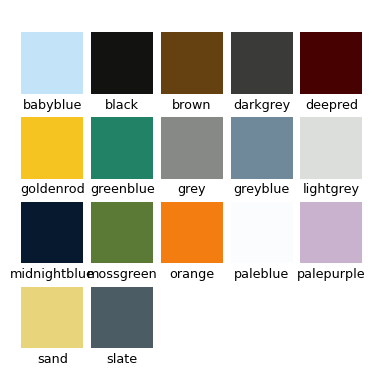 babyblue black brown darkgrey deepred
goldenrod greenblue grey greyblue lightgrey
midnightblue mossgreen orange paleblue palepurple
sand slate